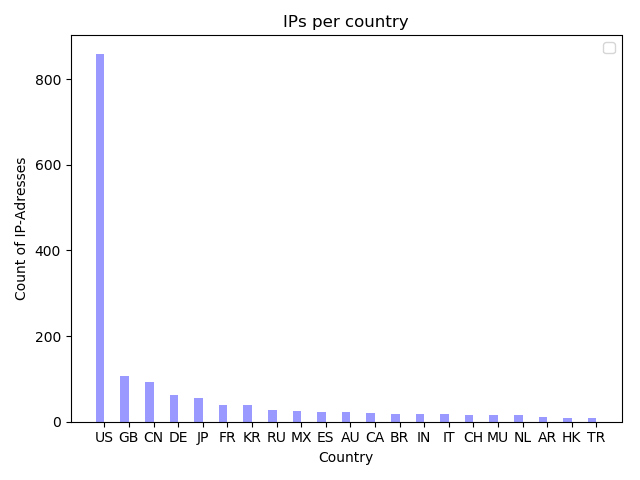 IPs per country
800
600
400
200
0
Count of IP-Adresses
US GB CN DE JP FR KR RU MX ES AU CA BR IN IT CH MU NL AR HK TR
Country